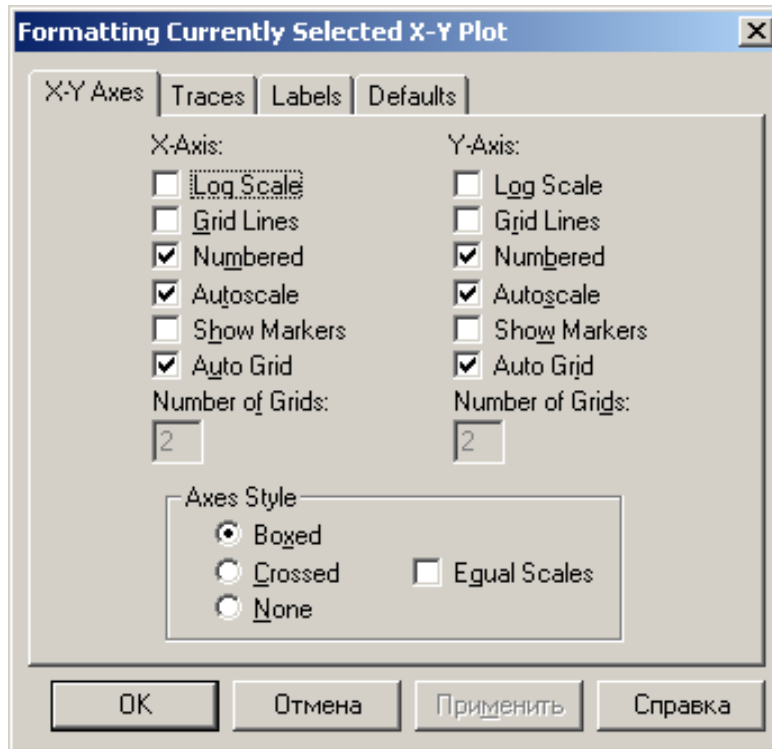 Formatting Currently Selected X-Y Plot
X-Y Axes Traces Labels Defaults
X-Axis: Y-Axis:
Log Scale Log Scale
Grid Lines Grid Lines
Numbered Numbered
Autoscale Autoscale
Show Markers Show Markers
Auto Grid Auto Grid
Number of Grids: Number of Grids:
2 2
Axes Style
Boxed
Crossed Equal Scales
None
OK Отмена Применить Справка